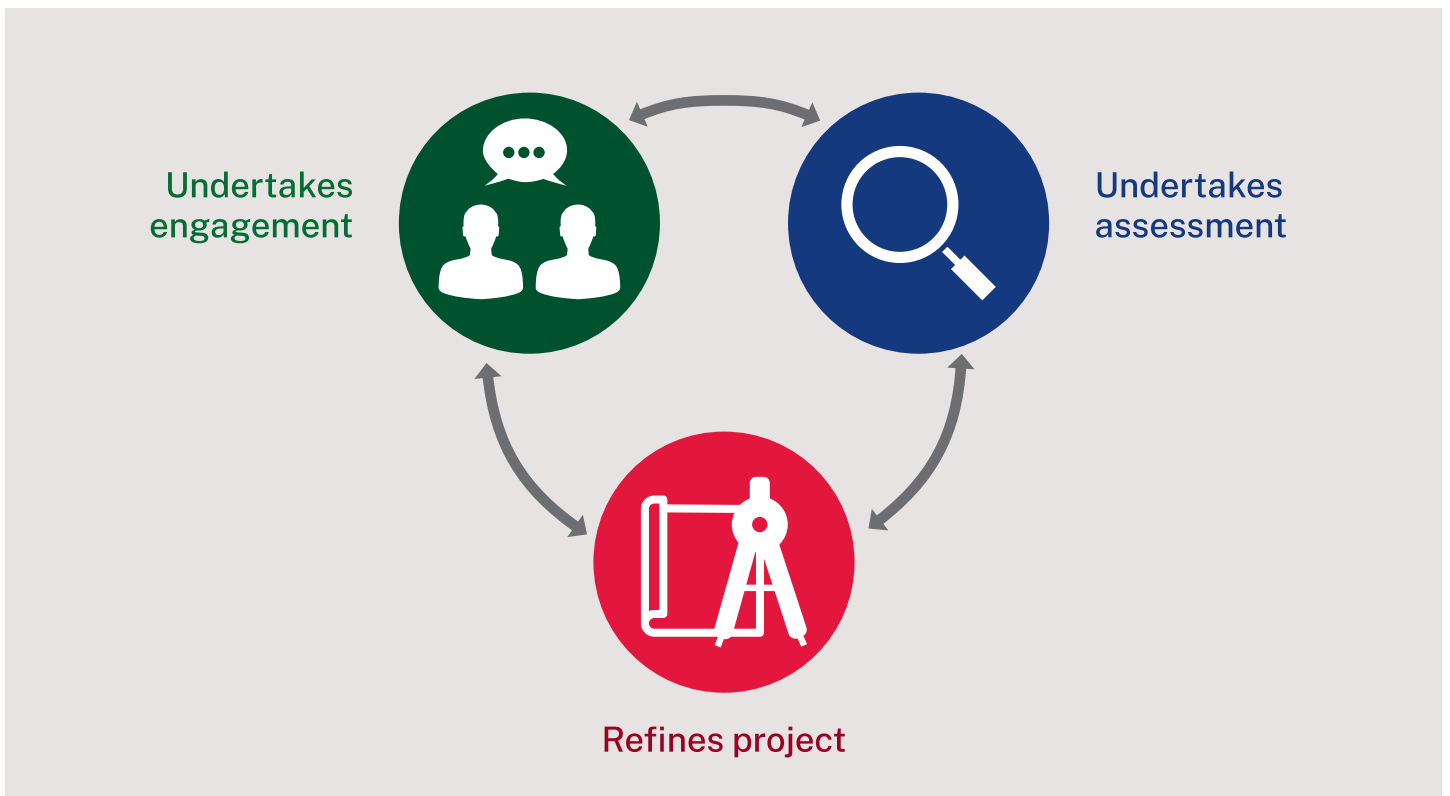 Undertakes
engagement
Undertakes
assessment
Refines project